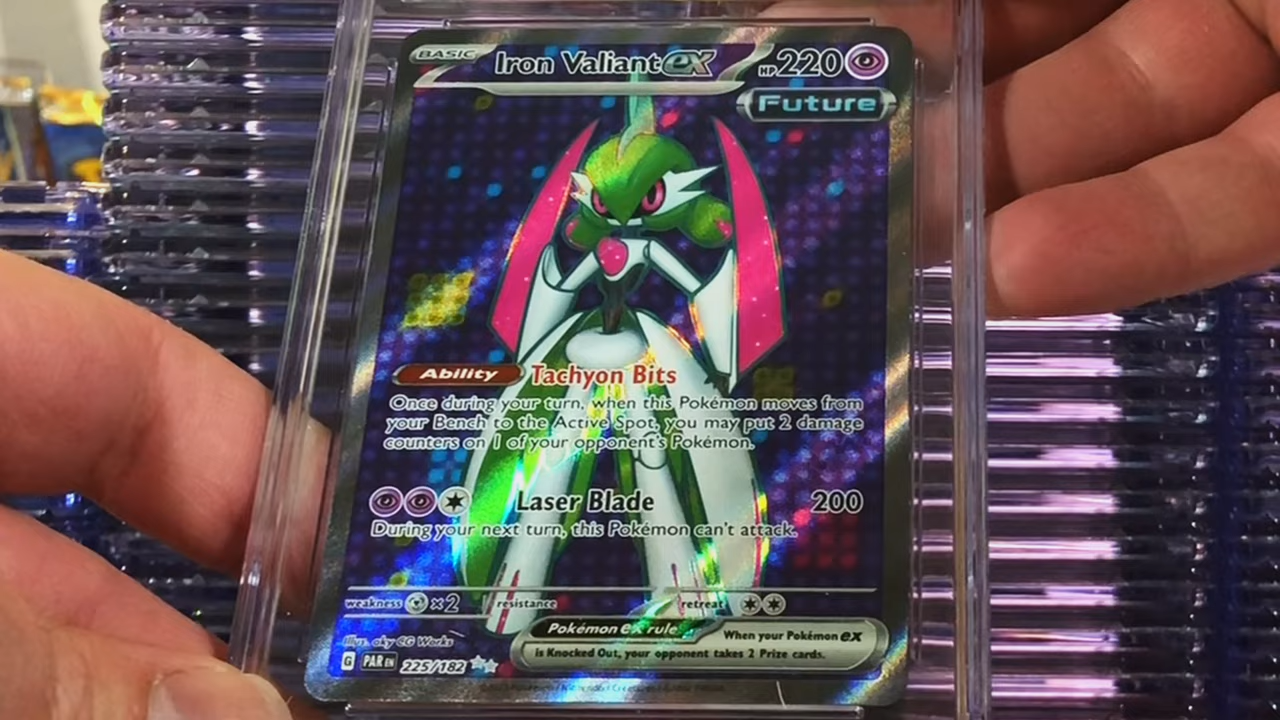 BASIC Iron Valiant ex HP 220
Future
Ability Tachyon Bits
Once during your turn, when this Pokémon moves from
your Bench to the Active Spot, you may put 2 damage
counters on 1 of your opponent's Pokémon.
Laser Blade 200
During your next turn, this Pokémon can't attack.
weakness ×2 resistance retreat
Illus. aky CG Works
Pokémon ex rule When your Pokémon ex
is Knocked Out, your opponent takes 2 Prize cards.
G PAR EN 225/182